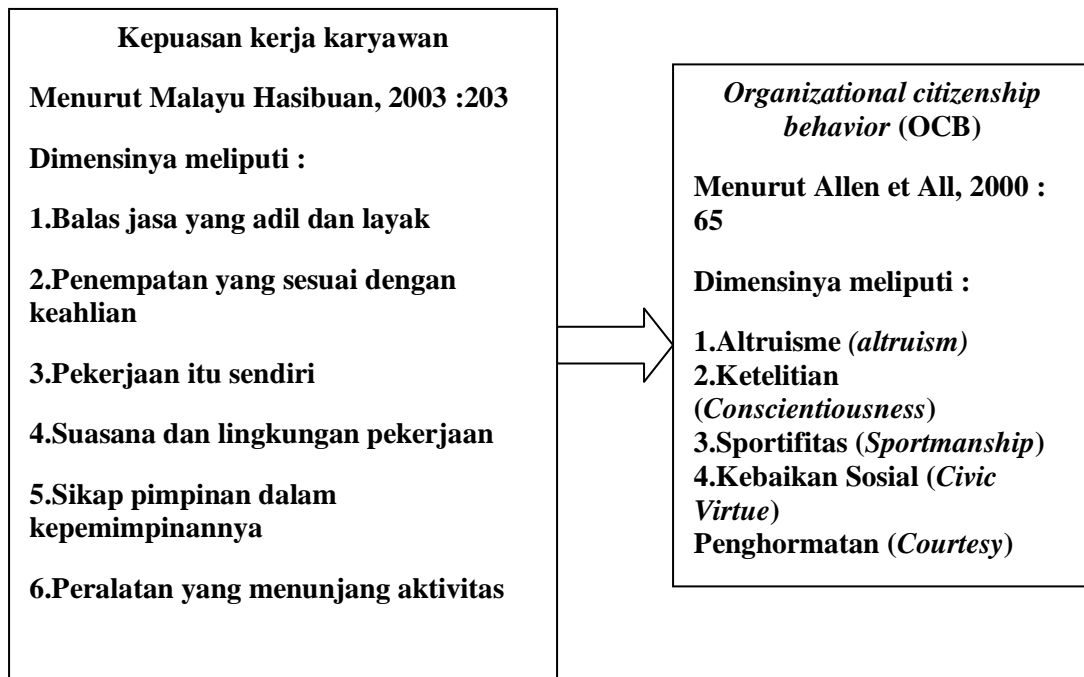 Kepuasan kerja karyawan
Menurut Malayu Hasibuan, 2003 :203
Dimensinya meliputi :
1.Balas jasa yang adil dan layak
2.Penempatan yang sesuai dengan
keahlian
3.Pekerjaan itu sendiri
4.Suasana dan lingkungan pekerjaan
5.Sikap pimpinan dalam
kepemimpinannya
6.Peralatan yang menunjang aktivitas
Organizational citizenship
behavior (OCB)
Menurut Allen et All, 2000 :
65
Dimensinya meliputi :
1.Altruisme (altruism)
2.Ketelitian
(Conscientiousness)
3.Sportifitas (Sportmanship)
4.Kebaikan Sosial (Civic
Virtue)
Penghormatan (Courtesy)